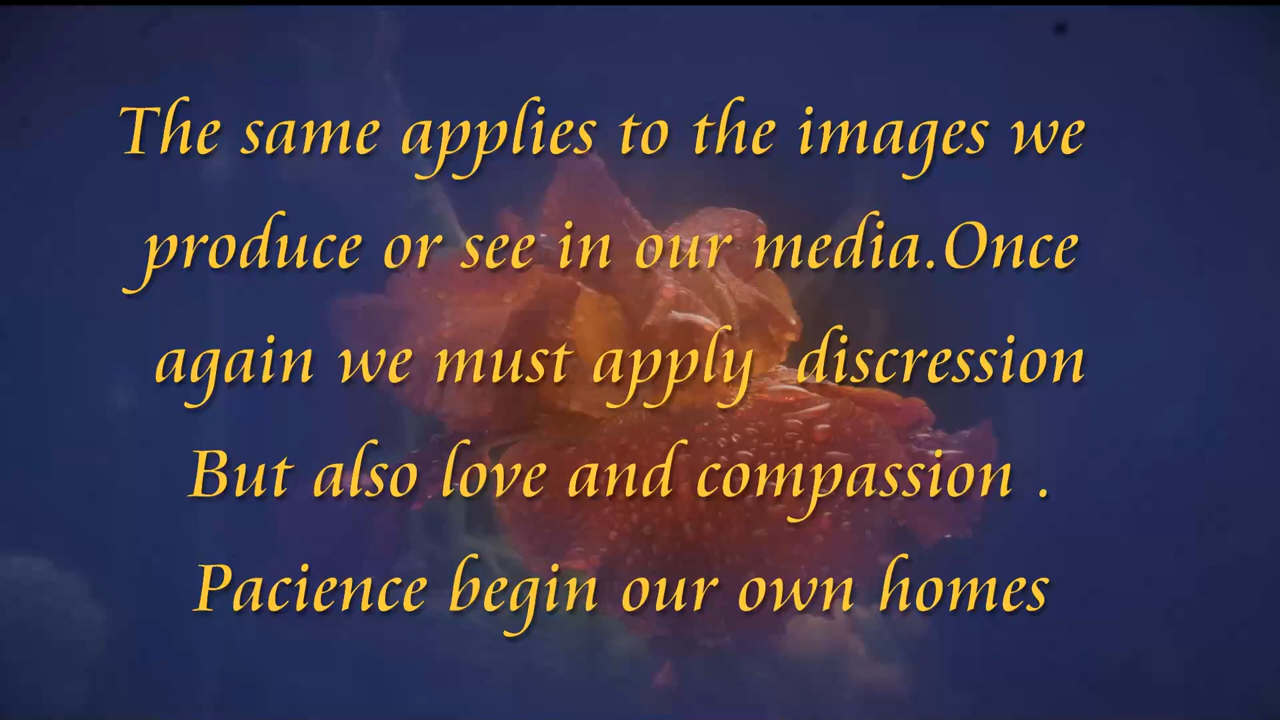 The same applies to the images we
produce or see in our media.Once
again we must apply  discression
But also love and compassion .
Pacience begin our own homes